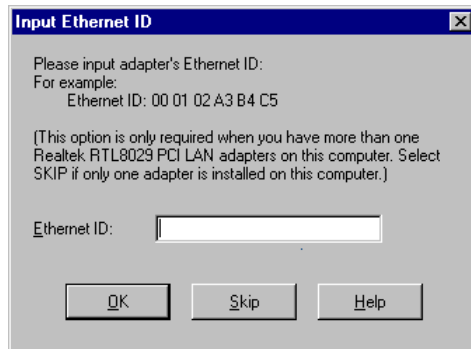 Input Ethernet ID
Please input adapter's Ethernet ID:
For example:
Ethernet ID: 00 01 02 A3 B4 C5
(This option is only required when you have more than one
Realtek RTL8029 PCI LAN adapters on this computer. Select
SKIP if only one adapter is installed on this computer.)
Ethernet ID:
OK Skip Help